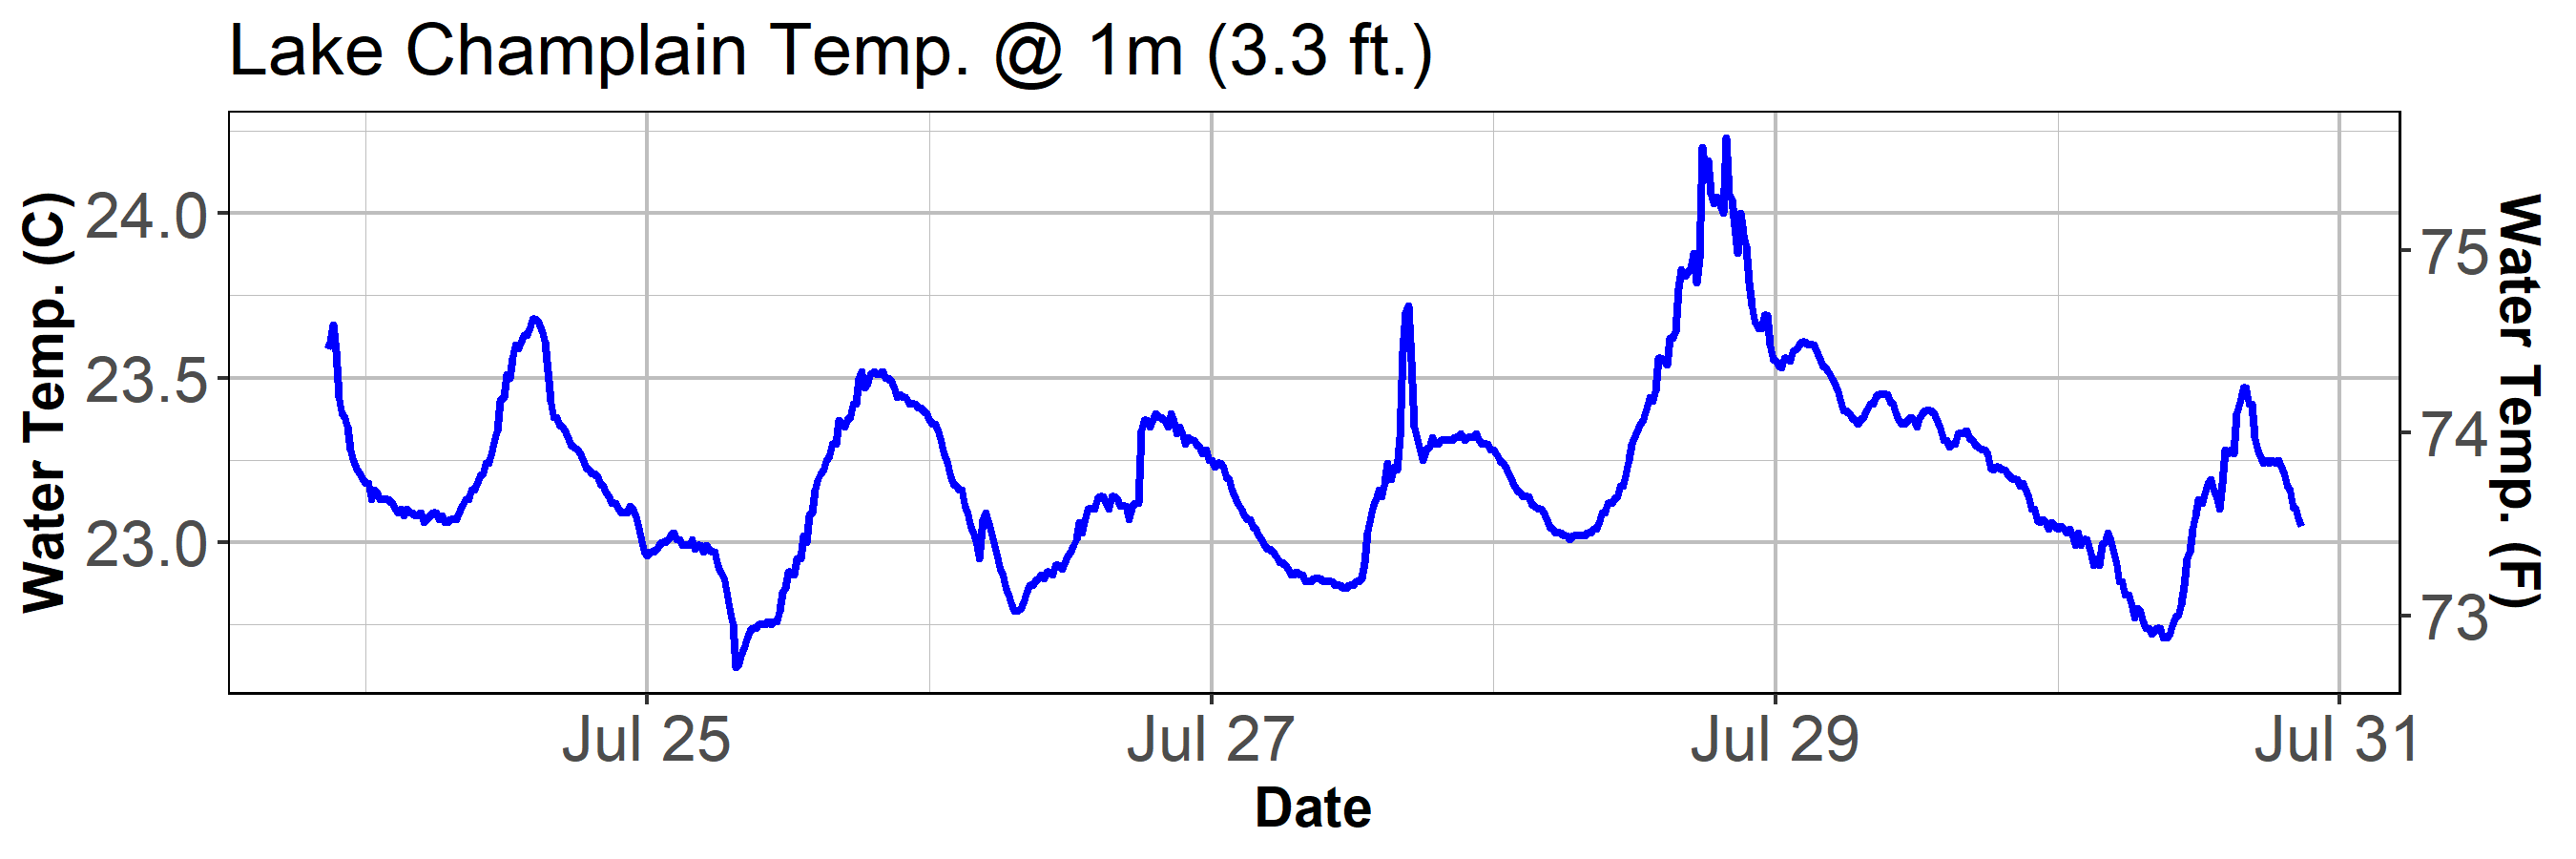 Lake Champlain Temp. @ 1m (3.3 ft.)
Water Temp. (C)
24.0
23.5
23.0
75
74
73
Water Temp. (F)
Jul 25
Jul 27
Jul 29
Jul 31
Date